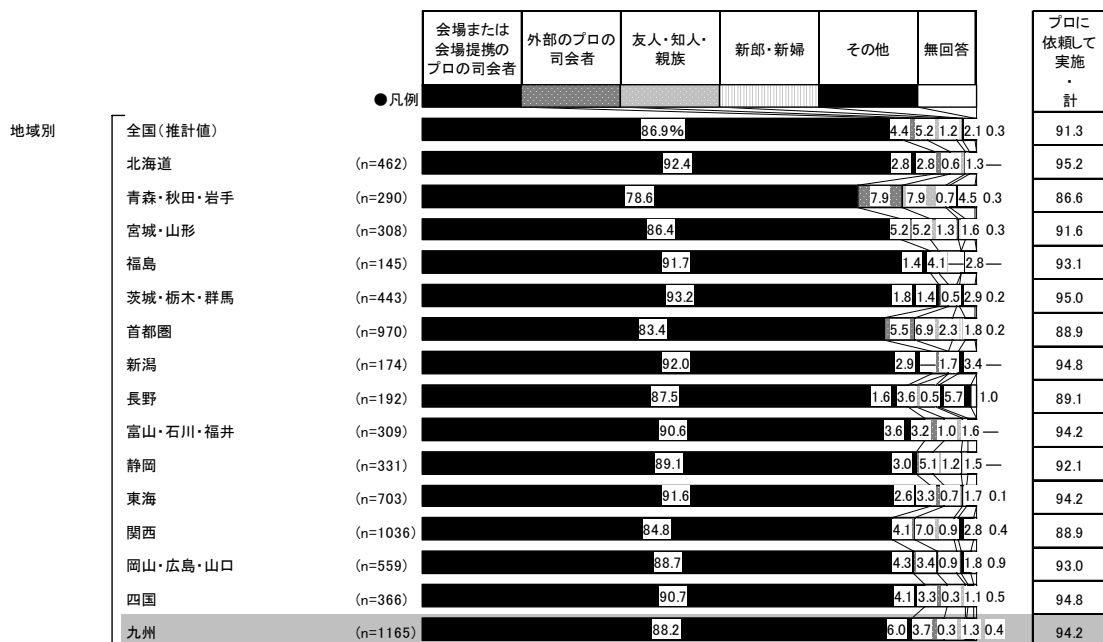 会場または
会場提携の
プロの司会者
外部のプロの
司会者
友人・知人・
親族
新郎・新婦
その他
無回答
プロに
依頼して
実施
・
計
●凡例
地域別
全国(推計値) 86.9% 4.4 5.2 1.2 2.1 0.3 91.3
北海道 (n=462) 92.4 2.8 2.8 0.6 1.3 ― 95.2
青森・秋田・岩手 (n=290) 78.6 7.9 7.9 0.7 4.5 0.3 86.6
宮城・山形 (n=308) 86.4 5.2 5.2 1.3 1.6 0.3 91.6
福島 (n=145) 91.7 1.4 4.1 ― 2.8 ― 93.1
茨城・栃木・群馬 (n=443) 93.2 1.8 1.4 0.5 2.9 0.2 95.0
首都圏 (n=970) 83.4 5.5 6.9 2.3 1.8 0.2 88.9
新潟 (n=174) 92.0 2.9 ― 1.7 3.4 ― 94.8
長野 (n=192) 87.5 1.6 3.6 0.5 5.7 1.0 89.1
富山・石川・福井 (n=309) 90.6 3.6 3.2 1.0 1.6 ― 94.2
静岡 (n=331) 89.1 3.0 5.1 1.2 1.5 ― 92.1
東海 (n=703) 91.6 2.6 3.3 0.7 1.7 0.1 94.2
関西 (n=1036) 84.8 4.1 7.0 0.9 2.8 0.4 88.9
岡山・広島・山口 (n=559) 88.7 4.3 3.4 0.9 1.8 0.9 93.0
四国 (n=366) 90.7 4.1 3.3 0.3 1.1 0.5 94.8
九州 (n=1165) 88.2 6.0 3.7 0.3 1.3 0.4 94.2